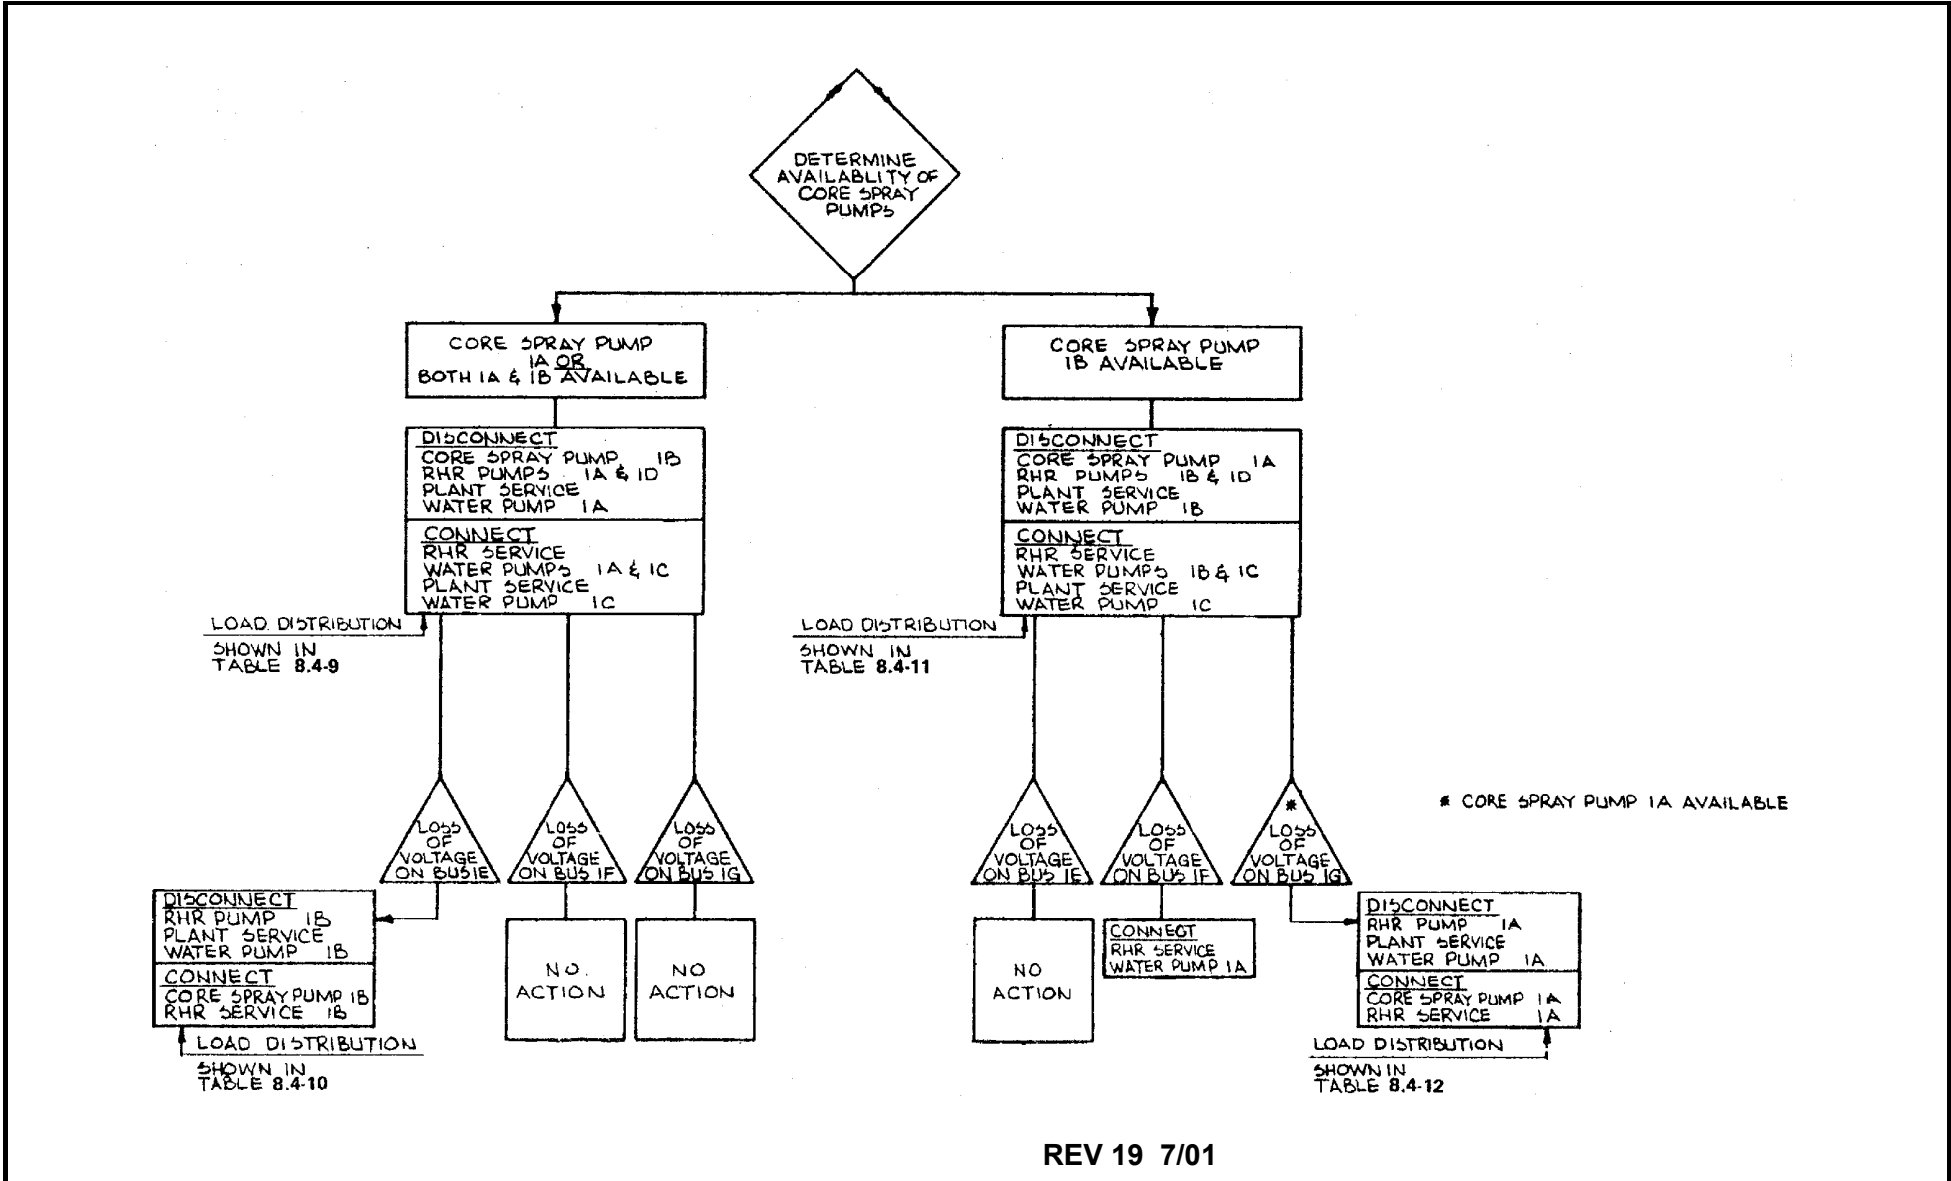 DETERMINE
AVAILABLITY OF
CORE SPRAY
PUMPS
CORE SPRAY PUMP
1A OR
BOTH 1A & 1B AVAILABLE
CORE SPRAY PUMP
1B AVAILABLE
DISCONNECT
CORE SPRAY PUMP 1B
RHR PUMPS 1A & 1D
PLANT SERVICE
WATER PUMP 1A
CONNECT
RHR SERVICE
WATER PUMPS 1A & 1C
PLANT SERVICE
WATER PUMP 1C
LOAD DISTRIBUTION
SHOWN IN
TABLE 8.4-9
DISCONNECT
CORE SPRAY PUMP 1A
RHR PUMPS 1B & 1D
PLANT SERVICE
WATER PUMP 1B
CONNECT
RHR SERVICE
WATER PUMPS 1B & 1C
PLANT SERVICE
WATER PUMP 1C
LOAD DISTRIBUTION
SHOWN IN
TABLE 8.4-11
LOSS
OF
VOLTAGE
ON BUS 1E
LOSS
OF
VOLTAGE
ON BUS 1F
LOSS
OF
VOLTAGE
ON BUS 1G
LOSS
OF
VOLTAGE
ON BUS 1E
LOSS
OF
VOLTAGE
ON BUS 1F
*
LOSS
OF
VOLTAGE
ON BUS 1G
* CORE SPRAY PUMP 1A AVAILABLE
DISCONNECT
RHR PUMP 1B
PLANT SERVICE
WATER PUMP 1B
CONNECT
CORE SPRAY PUMP 1B
RHR SERVICE 1B
LOAD DISTRIBUTION
SHOWN IN
TABLE 8.4-10
NO
ACTION
NO
ACTION
NO
ACTION
CONNECT
RHR SERVICE
WATER PUMP 1A
DISCONNECT
RHR PUMP 1A
PLANT SERVICE
WATER PUMP 1A
CONNECT
CORE SPRAY PUMP 1A
RHR SERVICE 1A
LOAD DISTRIBUTION
SHOWN IN
TABLE 8.4-12
REV 19 7/01